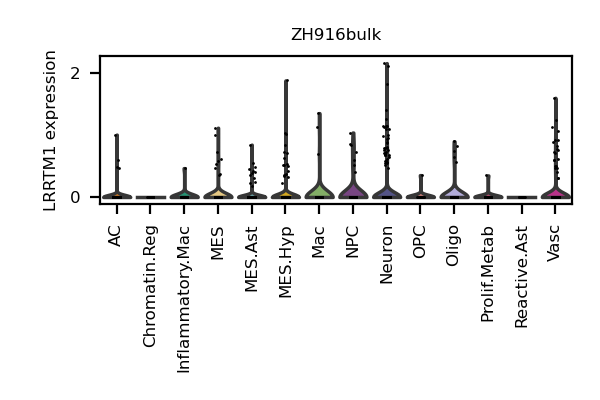 ZH916bulk
LRRTM1 expression
2
0
AC
Chromatin.Reg
Inflammatory.Mac
MES
MES.Ast
MES.Hyp
Mac
NPC
Neuron
OPC
Oligo
Prolif.Metab
Reactive.Ast
Vasc